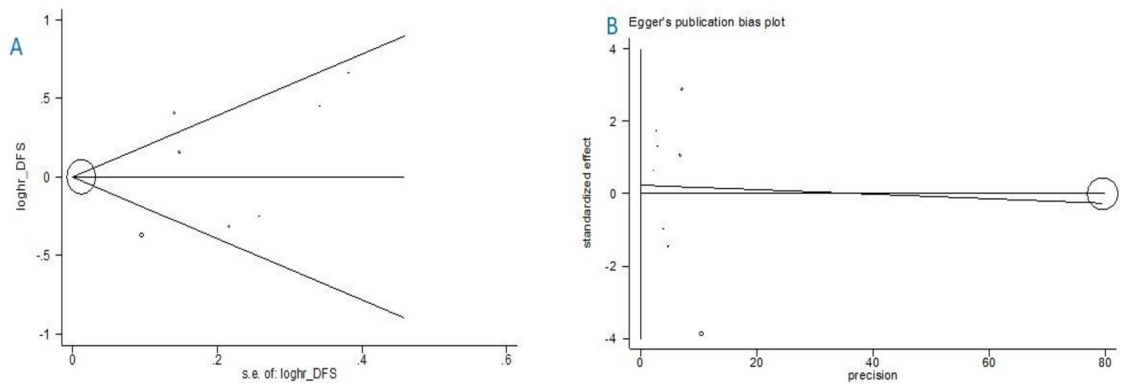 A
1
.5
0
-.5
-1
loghr_DFS
0
.2
.4
.6
s.e. of: loghr_DFS
B
Egger's publication bias plot
4
2
0
-2
-4
standardized effect
0
20
40
60
80
precision